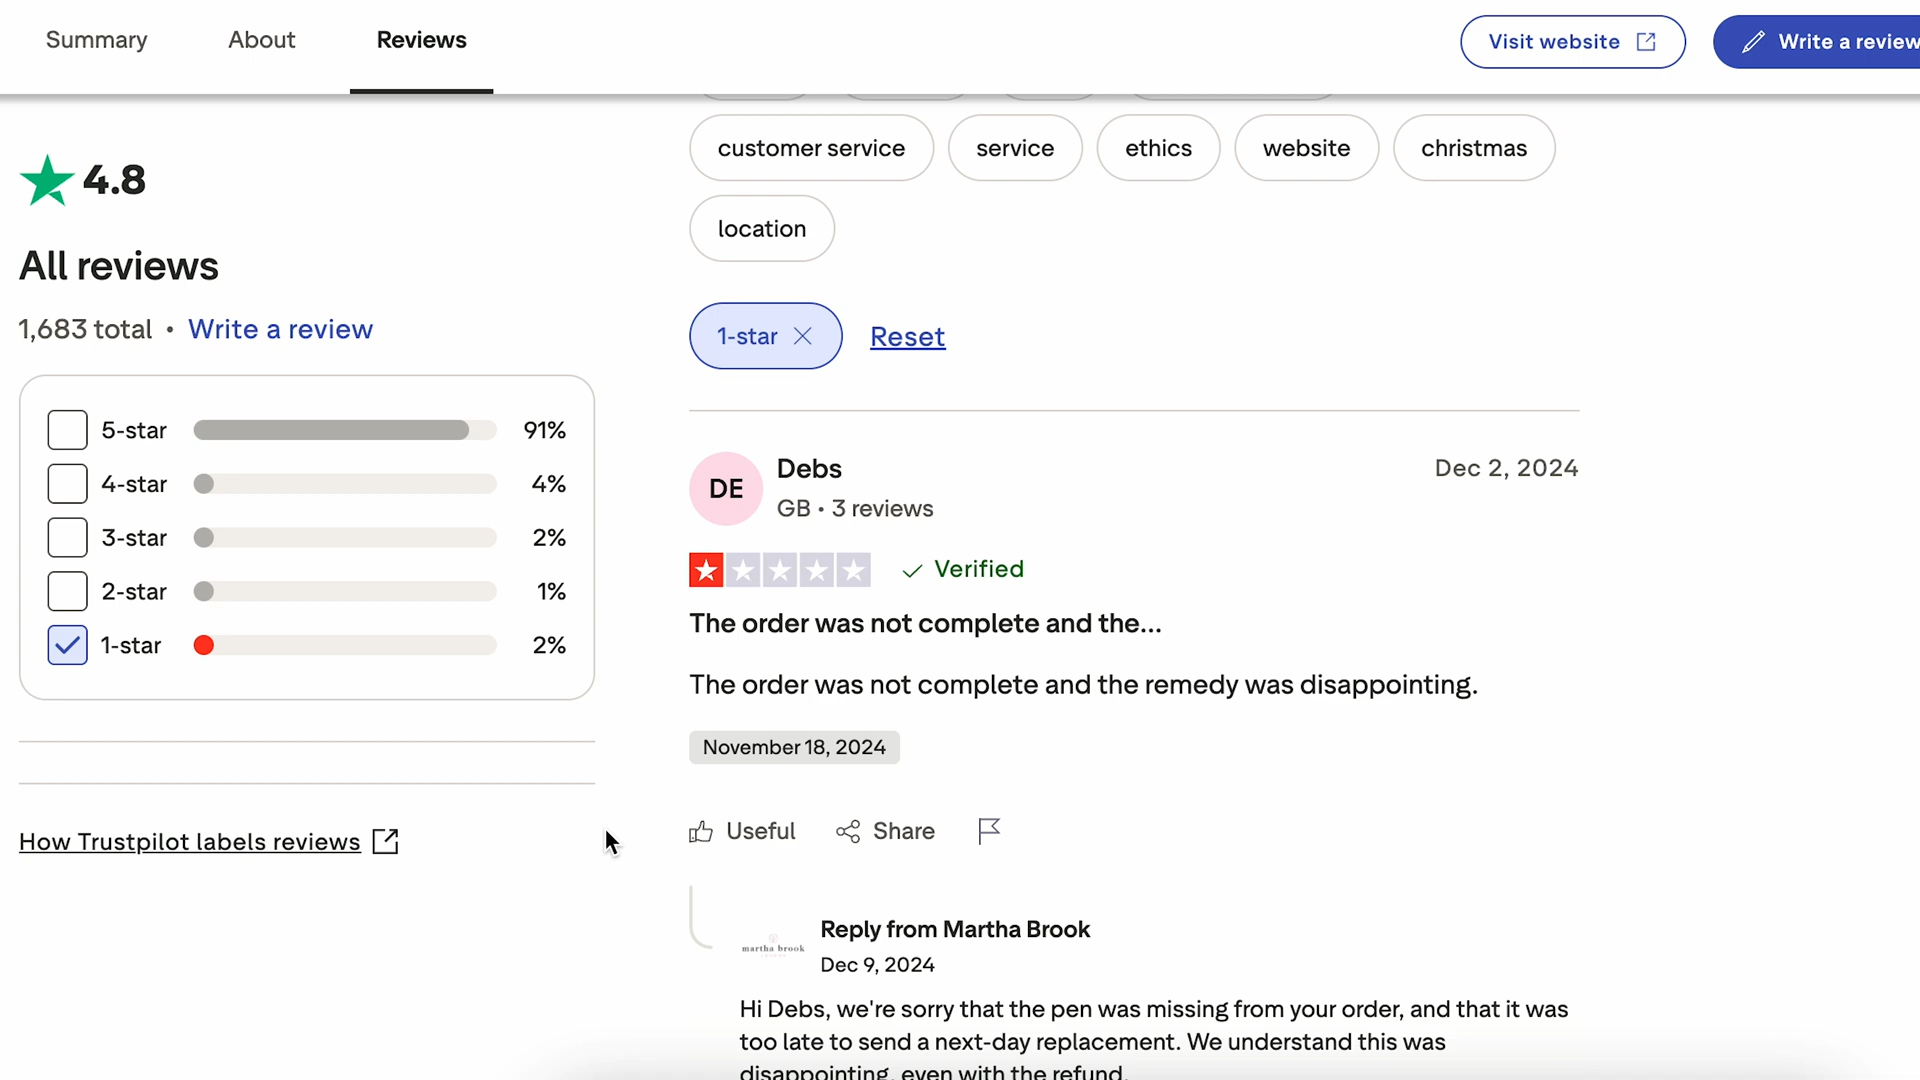 Summary
About
Reviews
Visit website
Write a review
customer service
service
ethics
website
christmas
location
4.8
All reviews
1,683 total • Write a review
1-star
Reset
5-star 91%
4-star 4%
3-star 2%
2-star 1%
1-star 2%
How Trustpilot labels reviews
DE
Debs
GB • 3 reviews
Dec 2, 2024
Verified
The order was not complete and the...
The order was not complete and the remedy was disappointing.
November 18, 2024
Useful
Share
martha brook
Reply from Martha Brook
Dec 9, 2024
Hi Debs, we're sorry that the pen was missing from your order, and that it was
too late to send a next-day replacement. We understand this was
disappointing, even with the refund.